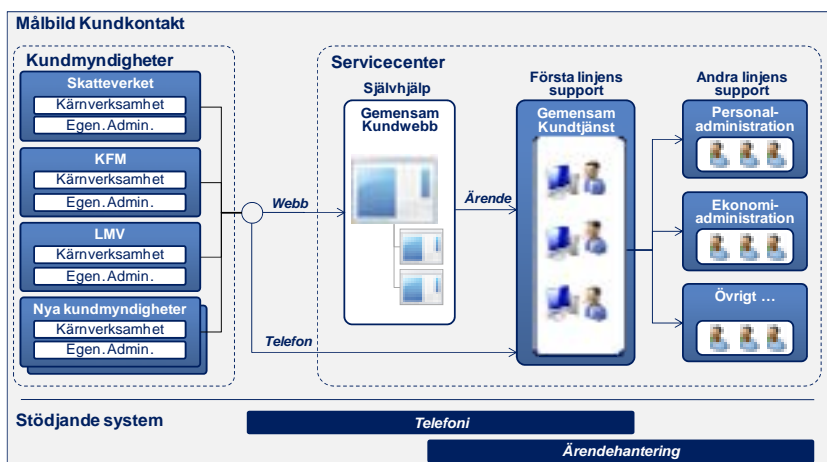 Målbild Kundkontakt
Kundmyndigheter
Skatteverket
Kärnverksamhet
Egen. Admin.
KFM
Kärnverksamhet
Egen. Admin.
LMV
Kärnverksamhet
Egen. Admin.
Nya kundmyndigheter
Kärnverksamhet
Egen. Admin.
Webb
Telefon
Servicecenter
Självhjälp
Gemensam
Kundwebb
Ärende
Första linjens
support
Gemensam
Kundtjänst
Andra linjens
support
Personal-
administration
Ekonomi-
administration
Övrigt ...
Stödjande system
Telefoni
Ärendehantering